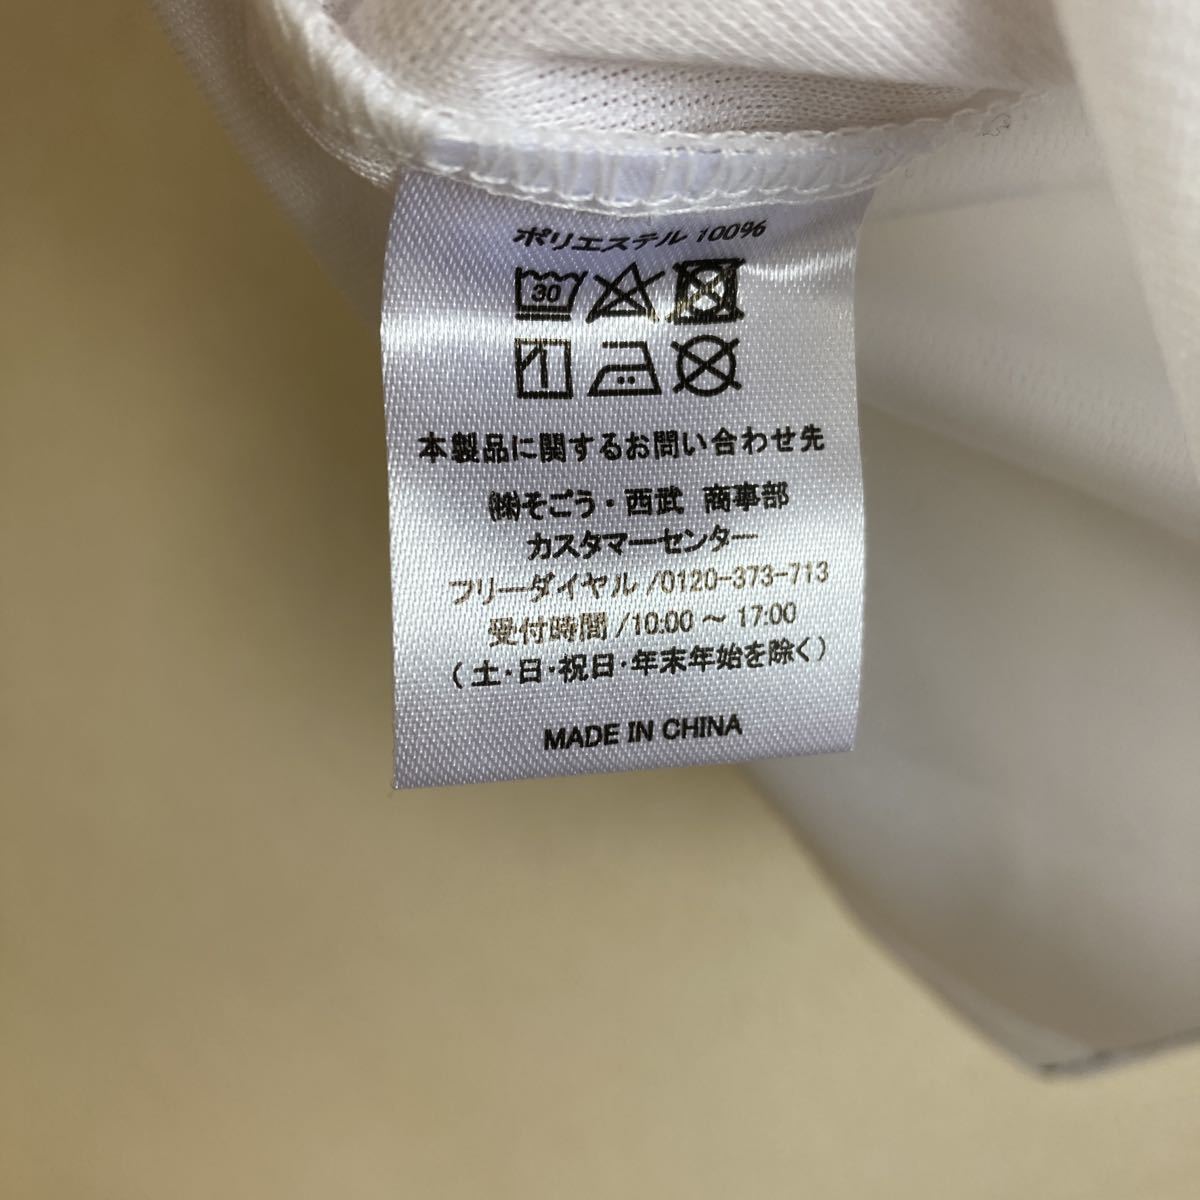 ポリエステル 100%
30
本製品に関するお問い合わせ先
㈱そごう・西武 商事部
カスタマーセンター
フリーダイヤル/0120-373-713
受付時間/10:00～17:00
(土・日・祝日・年末年始を除く)
MADE IN CHINA